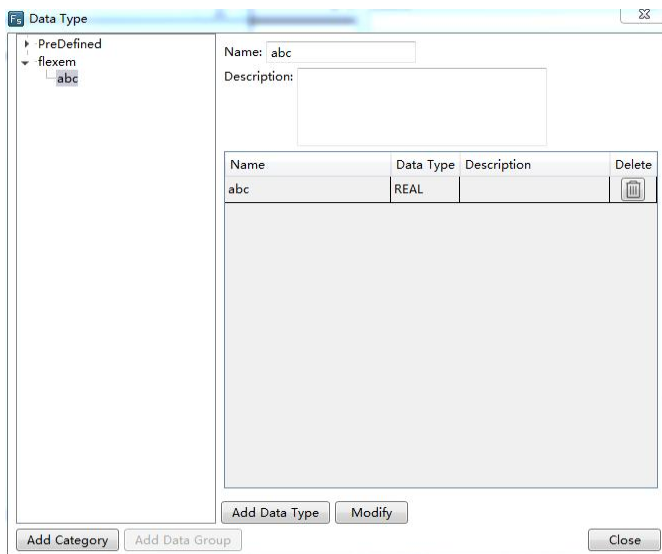 Fs Data Type
PreDefined
flexem
abc
Name: abc
Description:
Name Data Type Description Delete
abc REAL
Add Data Type Modify
Add Category Add Data Group Close